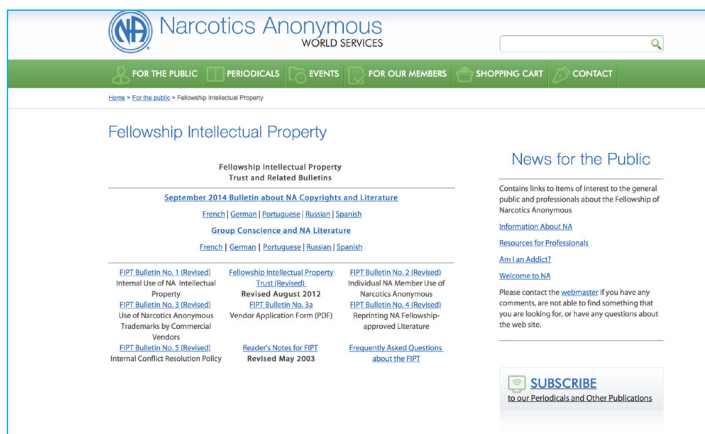 NA
Narcotics Anonymous
WORLD SERVICES
FOR THE PUBLIC PERIODICALS EVENTS FOR OUR MEMBERS SHOPPING CART CONTACT
Home > For the public > Fellowship Intellectual Property
Fellowship Intellectual Property
Fellowship Intellectual Property
Trust and Related Bulletins
September 2014 Bulletin about NA Copyrights and Literature
French | German | Portuguese | Russian | Spanish
Group Conscience and NA Literature
French | German | Portuguese | Russian | Spanish
FIPT Bulletin No. 1 (Revised)
Internal Use of NA Intellectual
Property
Fellowship Intellectual Property
Trust (Revised)
Revised August 2012
FIPT Bulletin No. 2 (Revised)
Individual NA Member Use of
Narcotics Anonymous
FIPT Bulletin No. 3 (Revised)
Use of Narcotics Anonymous
Trademarks by Commercial
Vendors
FIPT Bulletin No. 3a
Vendor Application Form (PDF)
FIPT Bulletin No. 4 (Revised)
Reprinting NA Fellowship-
approved Literature
FIPT Bulletin No. 5 (Revised)
Internal Conflict Resolution Policy
Reader's Notes for FIPT
Revised May 2003
Frequently Asked Questions
about the FIPT
News for the Public
Contains links to items of interest to the general
public and professionals about the Fellowship of
Narcotics Anonymous
Information About NA
Resources for Professionals
Am I an Addict?
Welcome to NA
Please contact the webmaster if you have any
comments, are not able to find something that
you are looking for, or have any questions about
the web site.
SUBSCRIBE
to our Periodicals and Other Publications